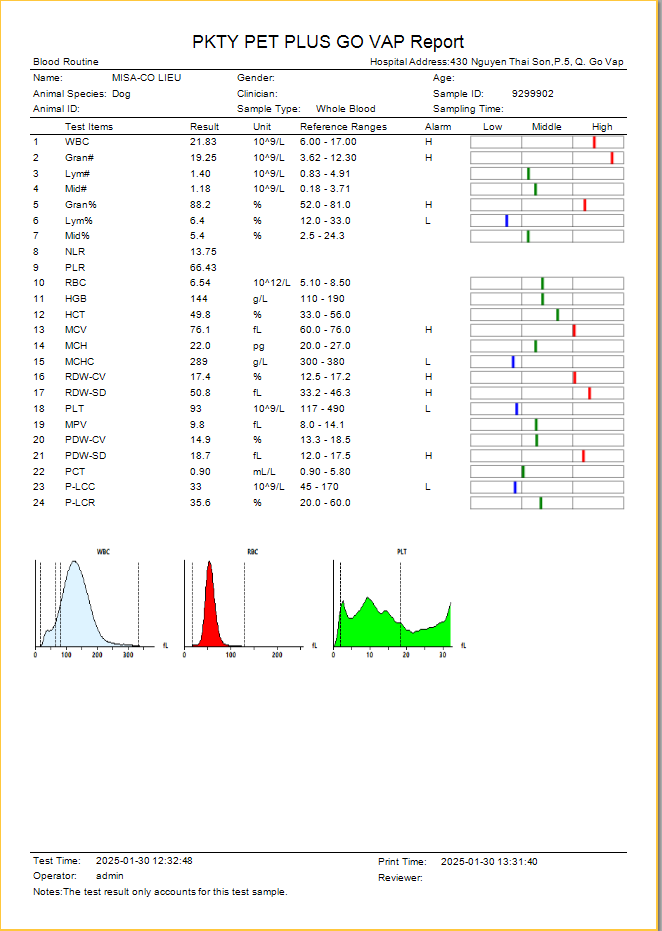 PKTY PET PLUS GO VAP Report
Blood Routine Hospital Address:430 Nguyen Thai Son,P.5, Q. Go Vap
Name: MISA-CO LIEU Gender: Age:
Animal Species: Dog Clinician: Sample ID: 9299902
Animal ID: Sample Type: Whole Blood Sampling Time:
Test Items Result Unit Reference Ranges Alarm Low Middle High
1 WBC 21.83 10^9/L 6.00 - 17.00 H
2 Gran# 19.25 10^9/L 3.62 - 12.30 H
3 Lym# 1.40 10^9/L 0.83 - 4.91
4 Mid# 1.18 10^9/L 0.18 - 3.71
5 Gran% 88.2 % 52.0 - 81.0 H
6 Lym% 6.4 % 12.0 - 33.0 L
7 Mid% 5.4 % 2.5 - 24.3
8 NLR 13.75
9 PLR 66.43
10 RBC 6.54 10^12/L 5.10 - 8.50
11 HGB 144 g/L 110 - 190
12 HCT 49.8 % 33.0 - 56.0
13 MCV 76.1 fL 60.0 - 76.0 H
14 MCH 22.0 pg 20.0 - 27.0
15 MCHC 289 g/L 300 - 380 L
16 RDW-CV 17.4 % 12.5 - 17.2 H
17 RDW-SD 50.8 fL 33.2 - 46.3 H
18 PLT 93 10^9/L 117 - 490 L
19 MPV 9.8 fL 8.0 - 14.1
20 PDW-CV 14.9 % 13.3 - 18.5
21 PDW-SD 18.7 fL 12.0 - 17.5 H
22 PCT 0.90 mL/L 0.90 - 5.80
23 P-LCC 33 10^9/L 45 - 170 L
24 P-LCR 35.6 % 20.0 - 60.0
WBC RBC PLT
fL fL fL
0 100 200 300 0 100 200 0 10 20 30
Test Time: 2025-01-30 12:32:48 Print Time: 2025-01-30 13:31:40
Operator: admin Reviewer:
Notes:The test result only accounts for this test sample.